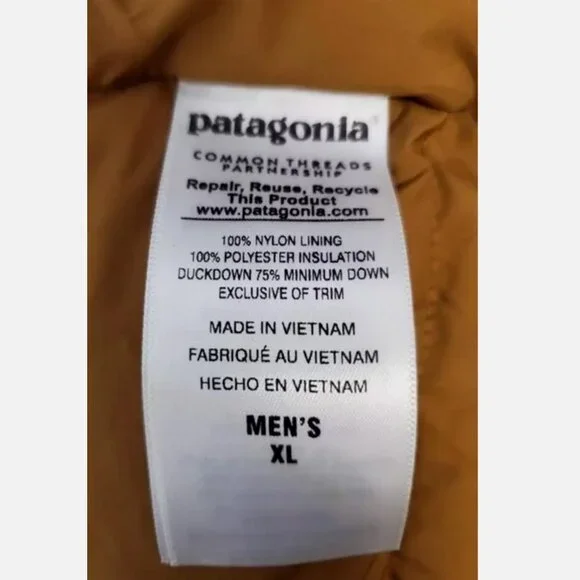 patagonia
COMMON THREADS
PARTNERSHIP
Repair, Reuse, Recycle
This Product
www.patagonia.com
100% NYLON LINING
100% POLYESTER INSULATION
DUCKDOWN 75% MINIMUM DOWN
EXCLUSIVE OF TRIM
MADE IN VIETNAM
FABRIQUÉ AU VIETNAM
HECHO EN VIETNAM
MEN'S
XL